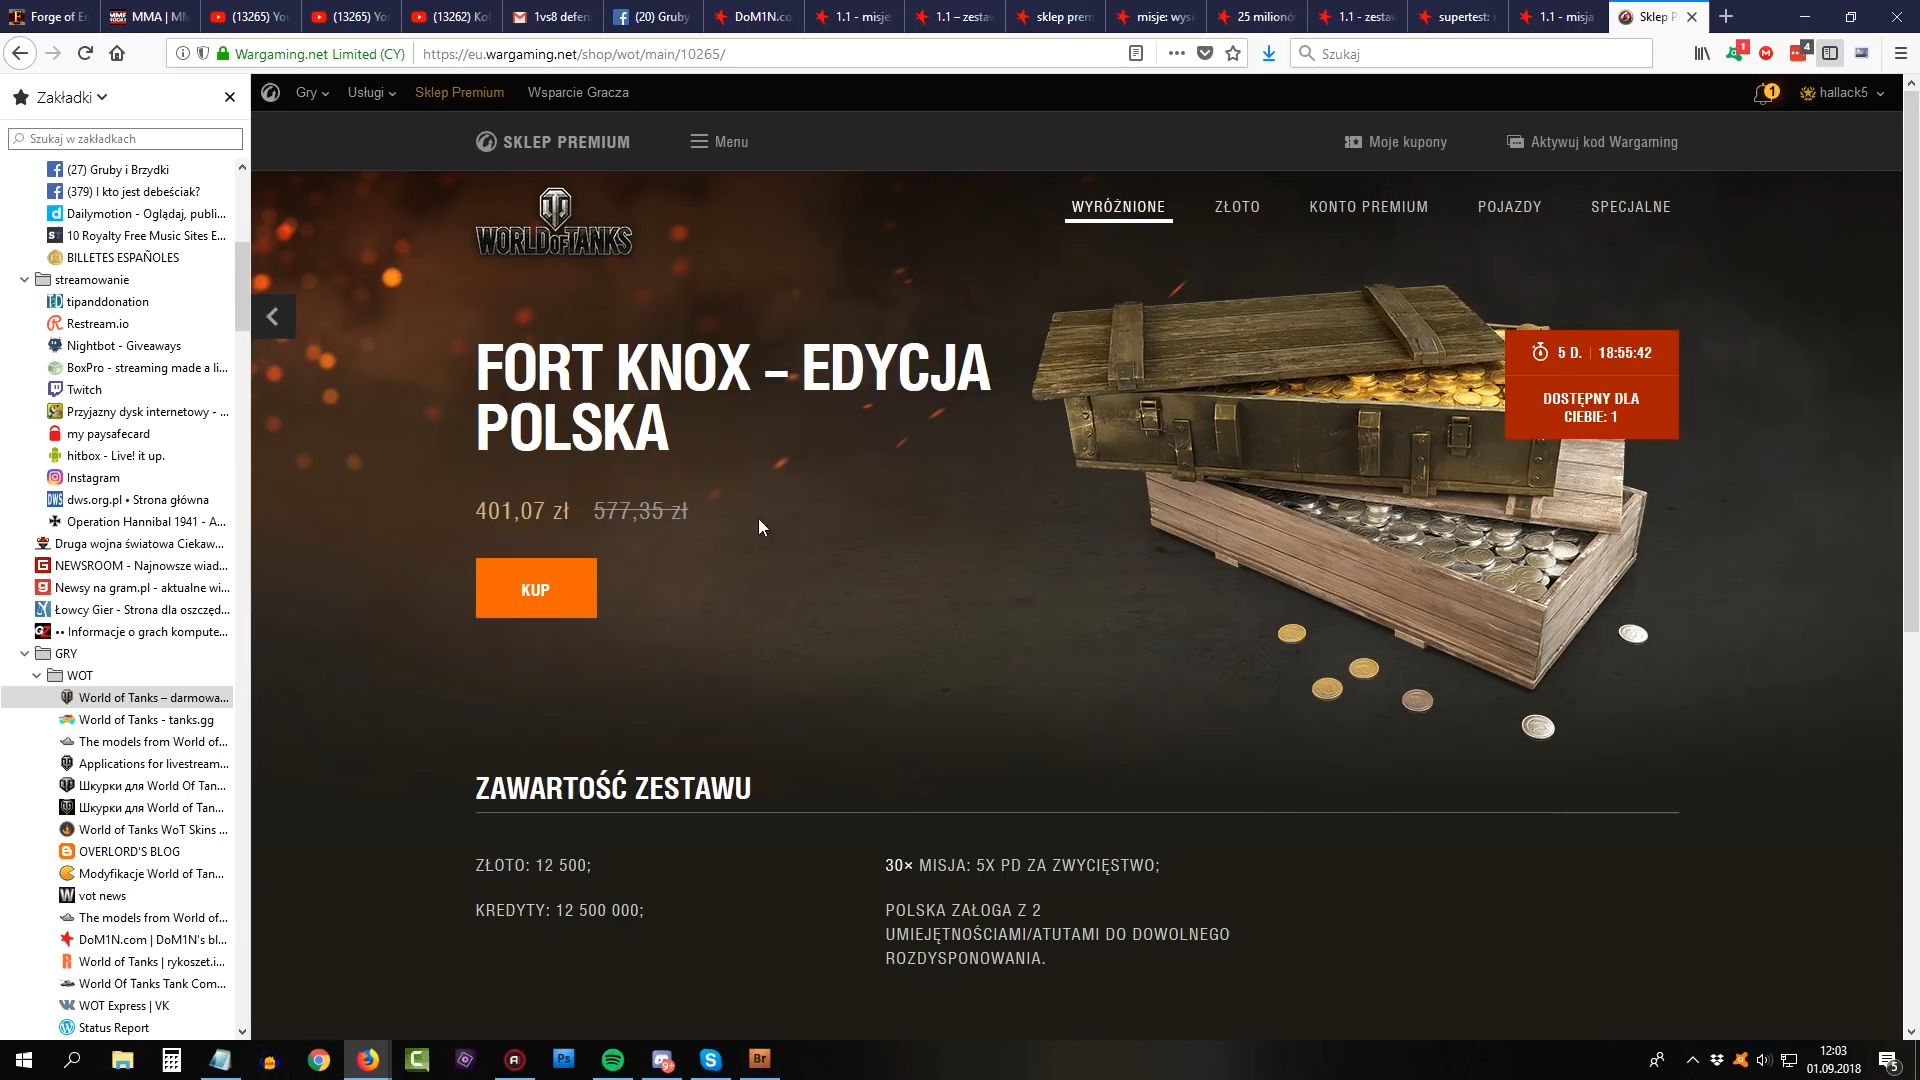 Forge of En
MMA | MM
(13265) Yo
(13265) Yo
(13262) Kol
1vs8 defen
(20) Gruby
DoM1N.co
1.1 - misje
1.1 – zesta
sklep prem
misje: wysi
25 milionó
1.1 - zesta
supertest:
1.1 - misja
Sklep P
Wargaming.net Limited (CY)
https://eu.wargaming.net/shop/wot/main/10265/
Szukaj
1
4
Zakładki
Szukaj w zakładkach
(27) Gruby i Brzydki
(379) I kto jest debeściak?
Dailymotion - Oglądaj, publi...
10 Royalty Free Music Sites E...
BILLETES ESPAÑOLES
streamowanie
tipanddonation
Restream.io
Nightbot - Giveaways
BoxPro - streaming made a li...
Twitch
Przyjazny dysk internetowy - ...
my paysafecard
hitbox - Live! it up.
Instagram
dws.org.pl • Strona główna
Operation Hannibal 1941 - A...
Druga wojna światowa Ciekaw...
NEWSROOM - Najnowsze wiad...
Newsy na gram.pl - aktualne wi...
Łowcy Gier - Strona dla oszczęd...
•• Informacje o grach kompute...
GRY
WOT
World of Tanks – darmowa...
World of Tanks - tanks.gg
The models from World of...
Applications for livestream...
Шкурки для World Of Tan...
Шкурки для World of Tan...
World of Tanks WoT Skins ...
OVERLORD'S BLOG
Modyfikacje World of Tan...
vot news
The models from World of...
DoM1N.com | DoM1N's bl...
World of Tanks | rykoszet.i...
World Of Tanks Tank Com...
WOT Express | VK
Status Report
Gry
Usługi
Sklep Premium
Wsparcie Gracza
1
hallack5
SKLEP PREMIUM
Menu
Moje kupony
Aktywuj kod Wargaming
WORLD OF TANKS
WYRÓŻNIONE
ZŁOTO
KONTO PREMIUM
POJAZDY
SPECJALNE
FORT KNOX – EDYCJA
POLSKA
401,07 zł 577,35 zł
KUP
5 D. | 18:55:42
DOSTĘPNY DLA
CIEBIE: 1
ZAWARTOŚĆ ZESTAWU
ZŁOTO: 12 500;
KREDYTY: 12 500 000;
30× MISJA: 5X PD ZA ZWYCIĘSTWO;
POLSKA ZAŁOGA Z 2
UMIEJĘTNOŚCIAMI/ATUTAMI DO DOWOLNEGO
ROZDYSPONOWANIA.
Ps
9+
Br
12:03
01.09.2018
5